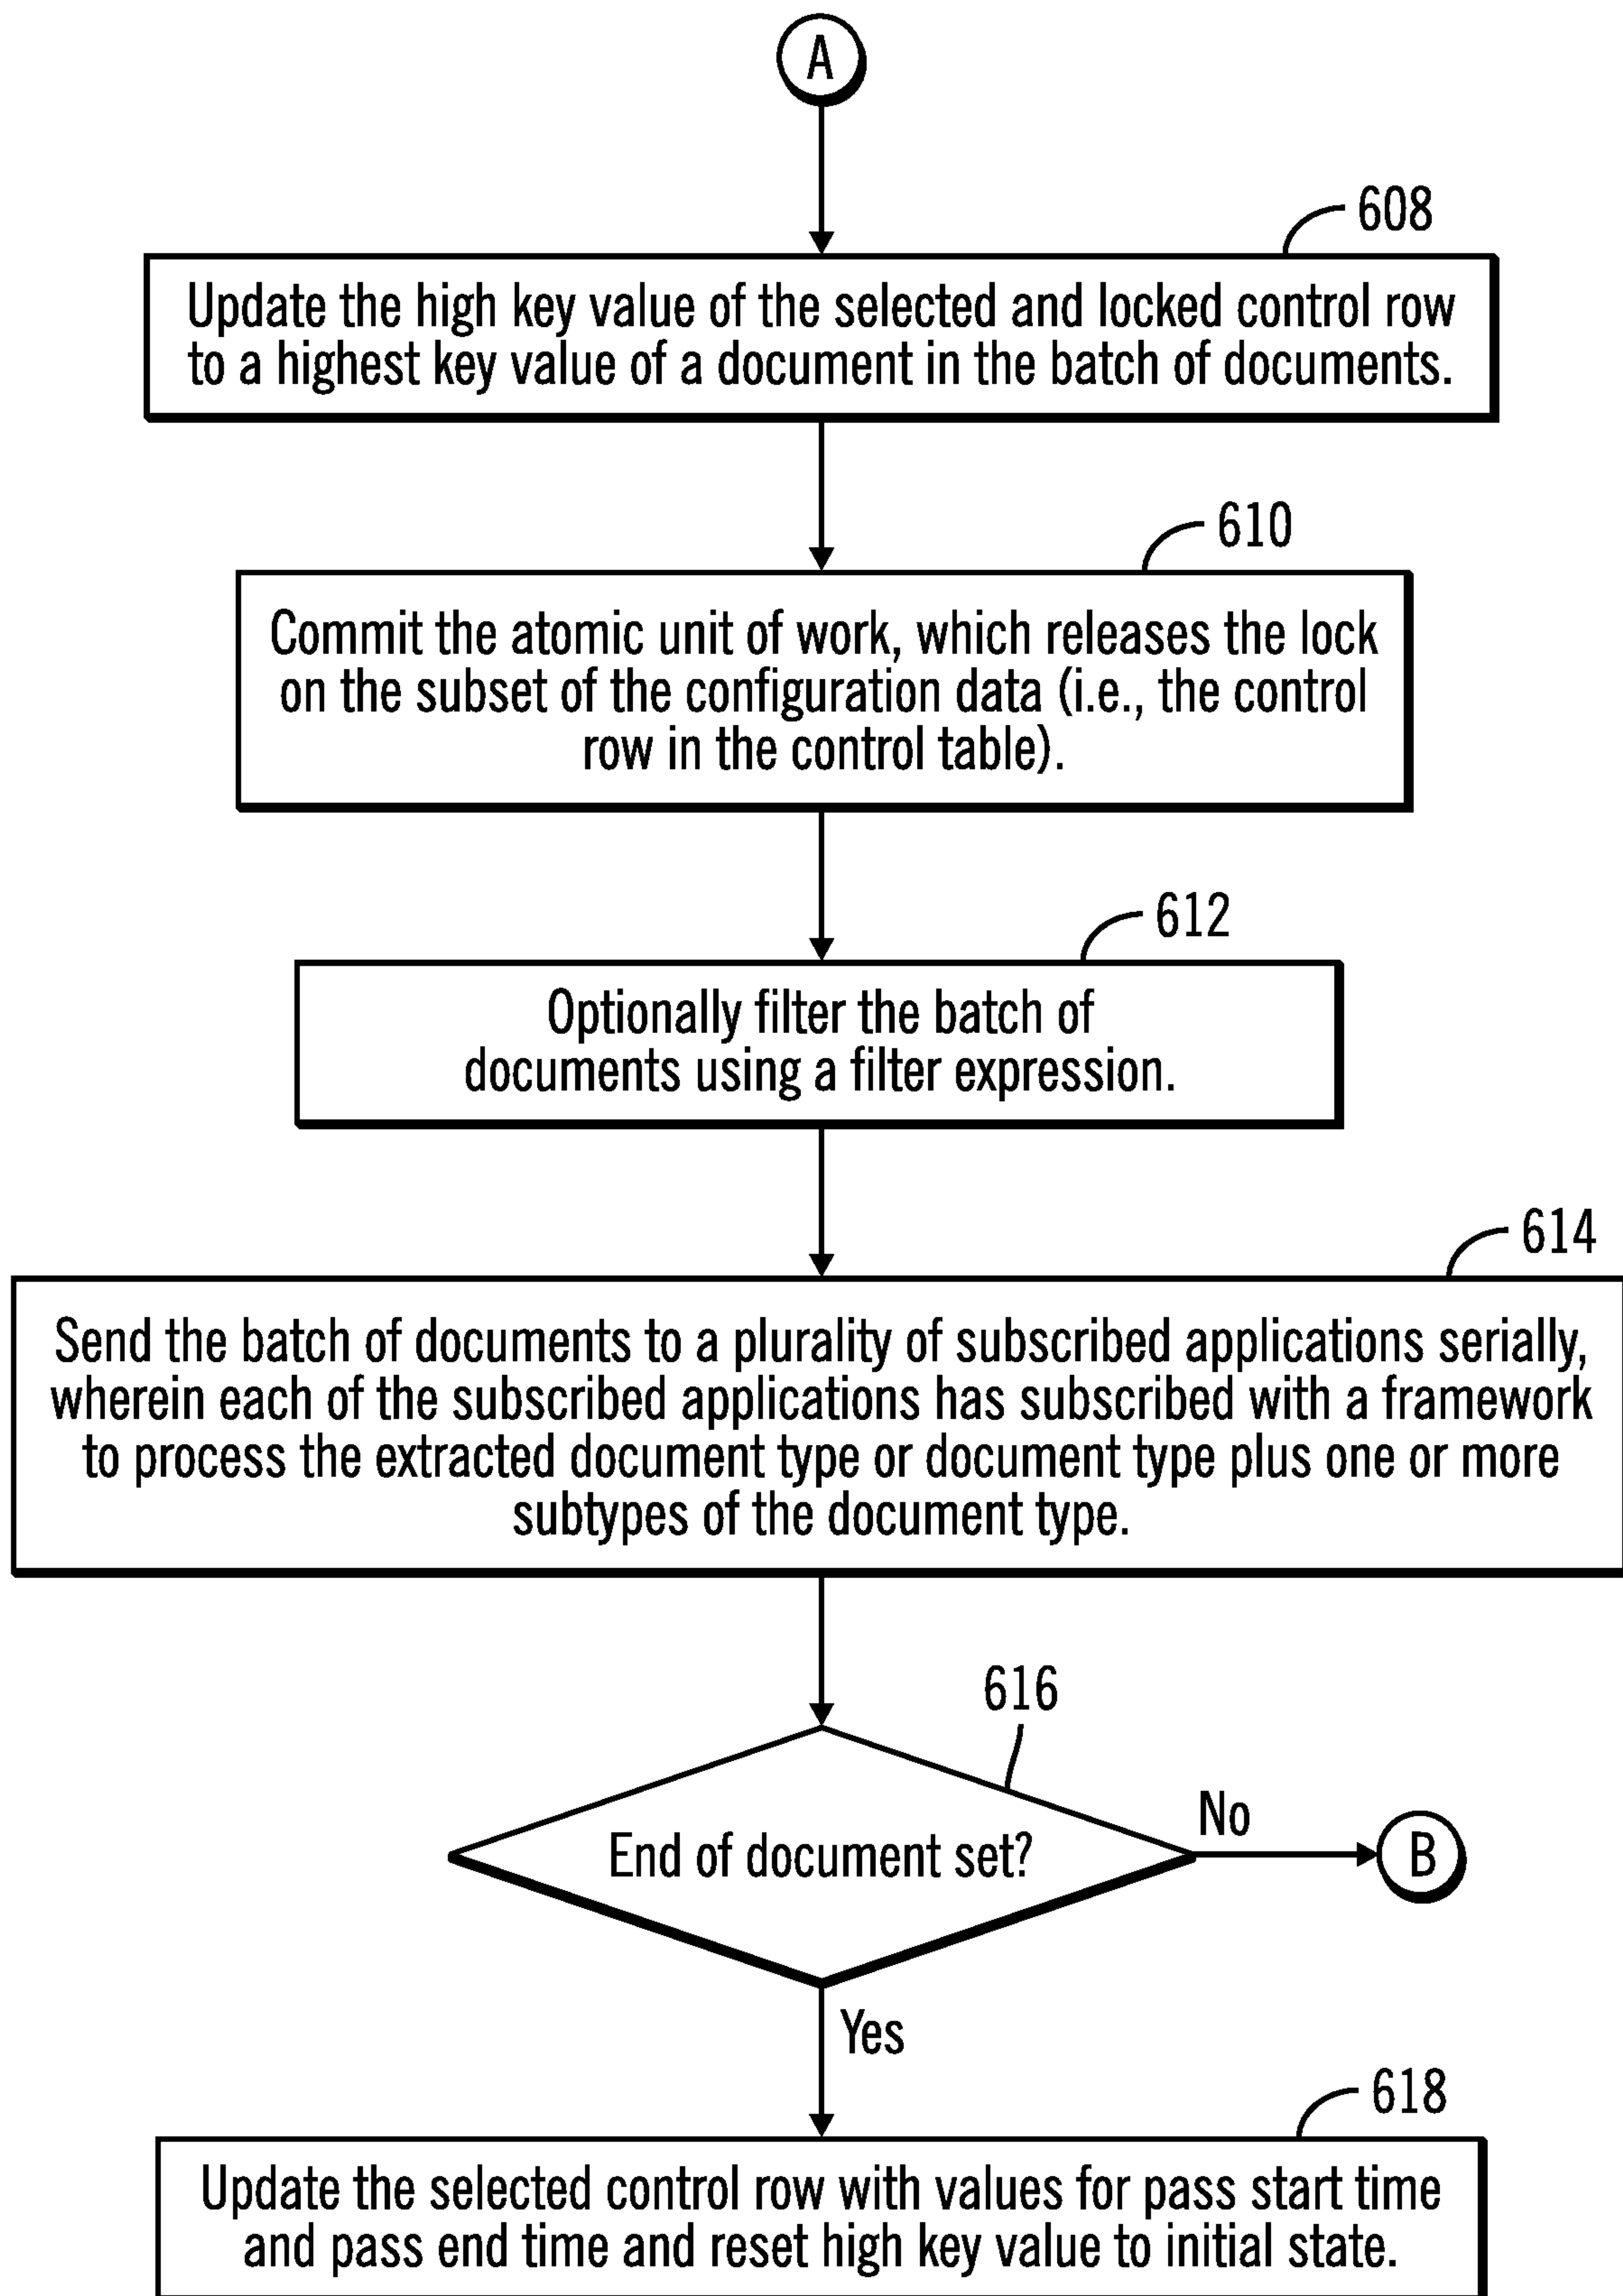 A
608
Update the high key value of the selected and locked control row
to a highest key value of a document in the batch of documents.
610
Commit the atomic unit of work, which releases the lock
on the subset of the configuration data (i.e., the control
row in the control table).
612
Optionally filter the batch of
documents using a filter expression.
614
Send the batch of documents to a plurality of subscribed applications serially,
wherein each of the subscribed applications has subscribed with a framework
to process the extracted document type or document type plus one or more
subtypes of the document type.
616
End of document set?
No
B
Yes
618
Update the selected control row with values for pass start time
and pass end time and reset high key value to initial state.